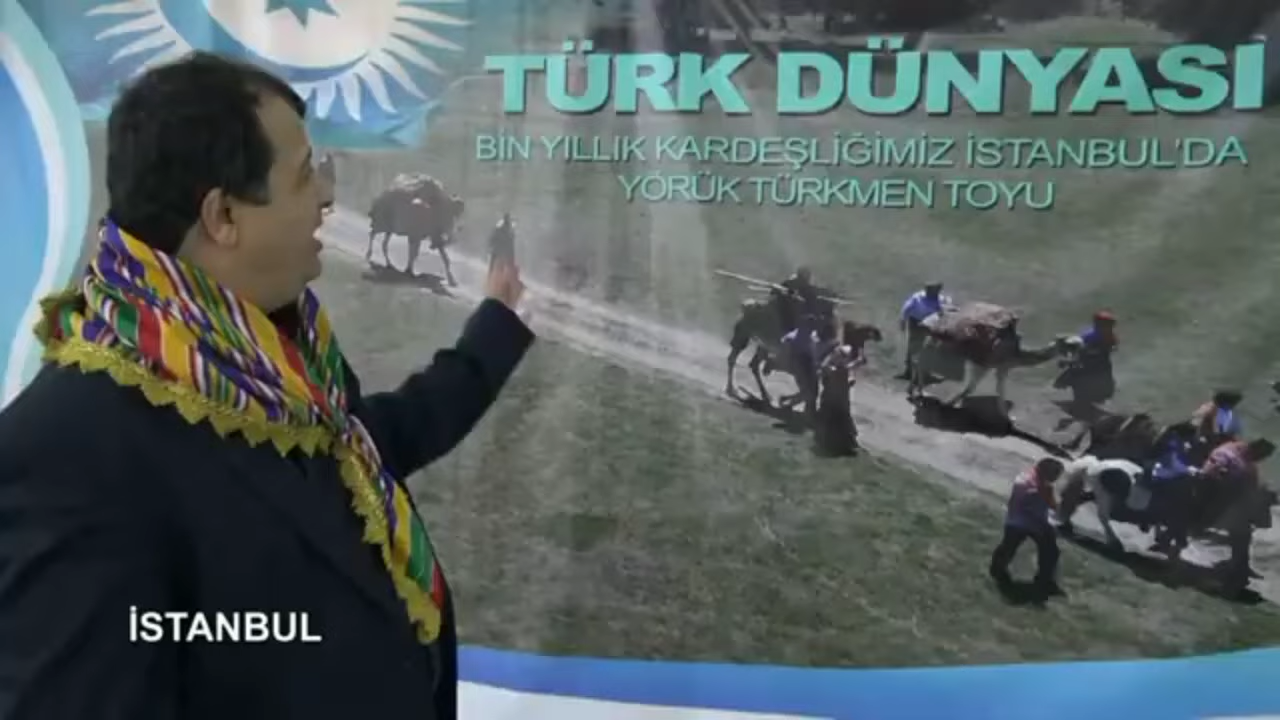 TÜRK DÜNYASI
BİN YILLIK KARDEŞLİĞİMİZ İSTANBUL'DA
YÖRÜK TÜRKMEN TOYU
İSTANBUL